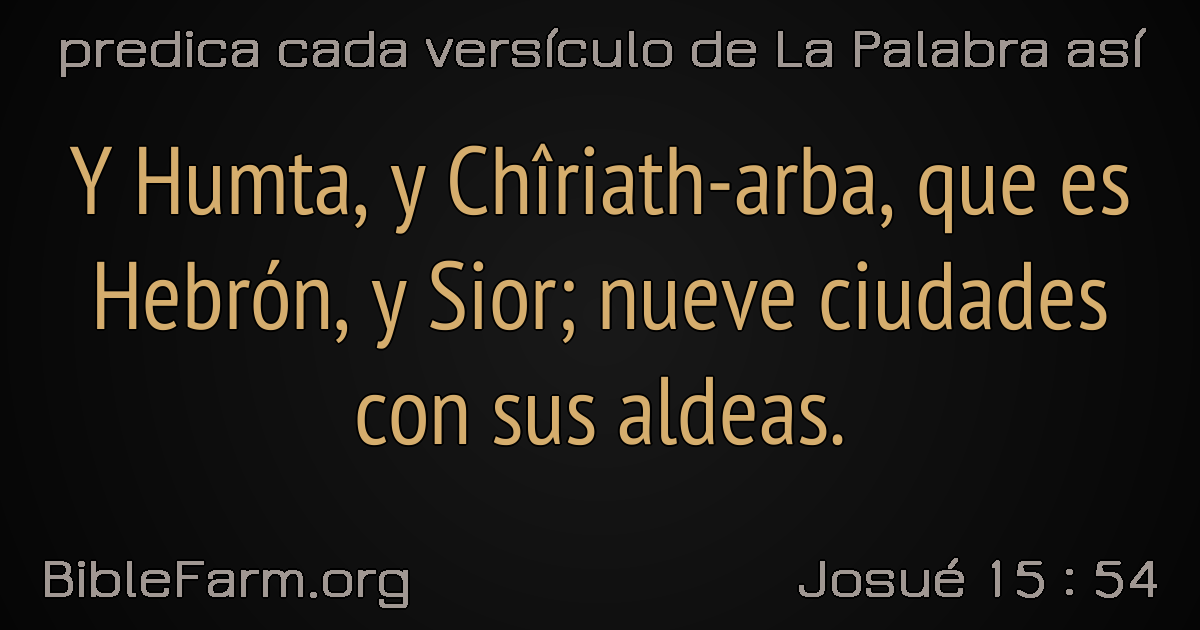 predica cada versículo de La Palabra así
Y Humta, y Chîriath-arba, que es
Hebrón, y Sior; nueve ciudades
con sus aldeas.
BibleFarm.org
Josué 15 : 54